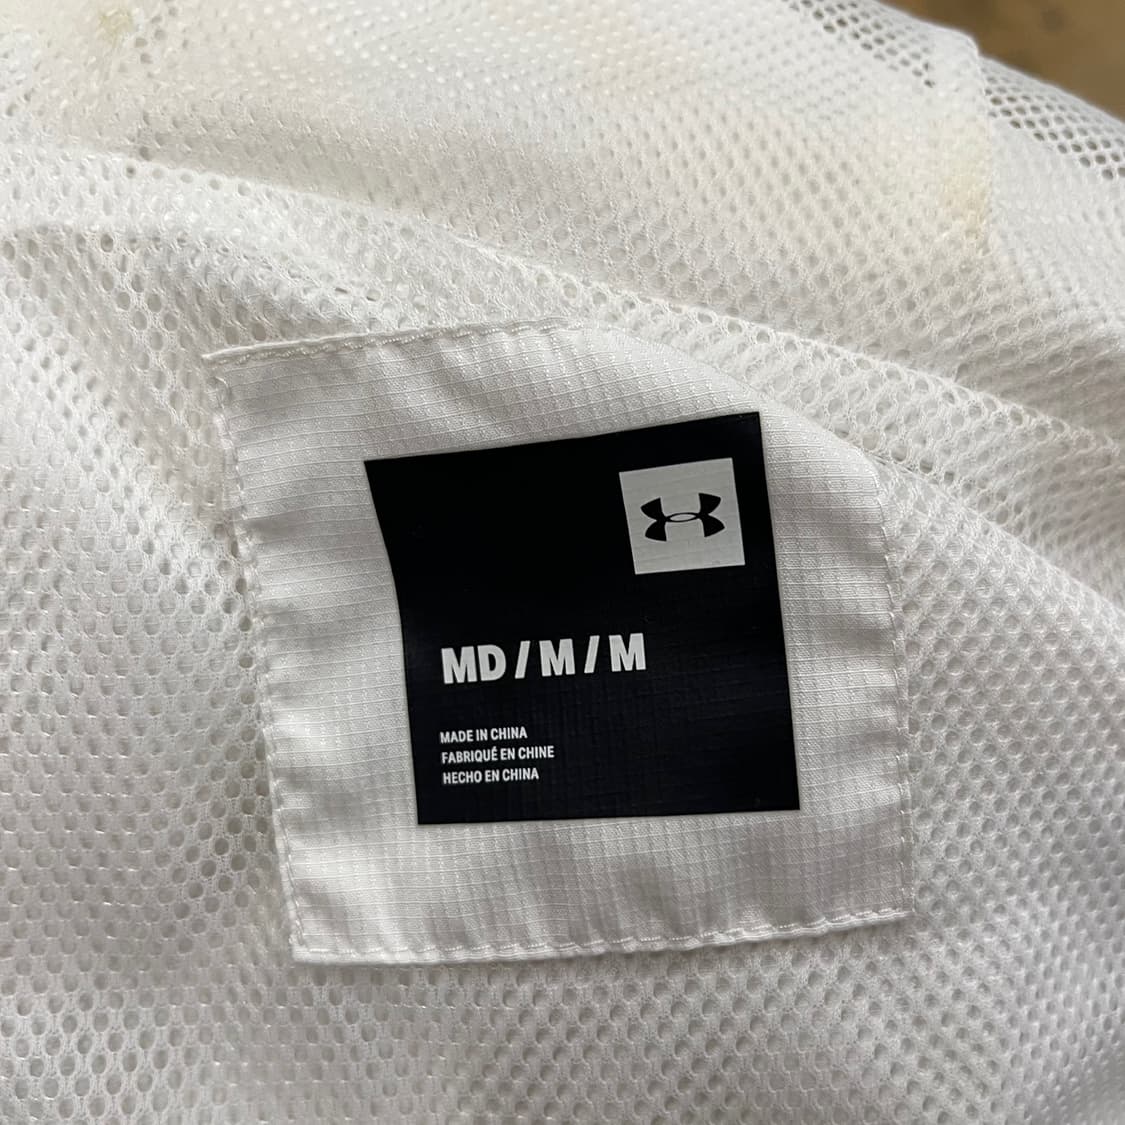 MD / M / M
MADE IN CHINA
FABRIQUÉ EN CHINE
HECHO EN CHINA